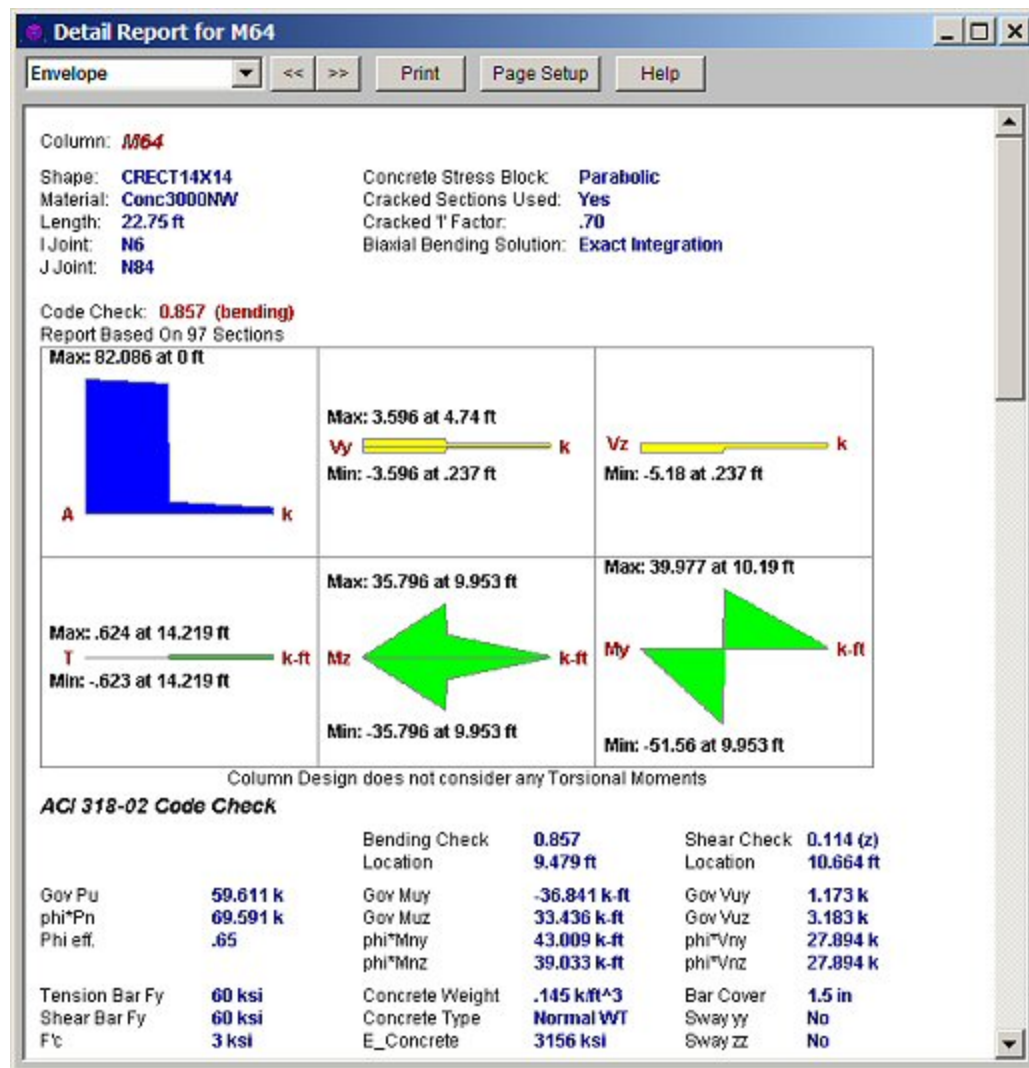 Detail Report for M64
Envelope << >> Print Page Setup Help
Column: M64
Shape: CRECT14X14 Concrete Stress Block: Parabolic
Material: Conc3000NW Cracked Sections Used: Yes
Length: 22.75 ft Cracked 'I' Factor: .70
I Joint: N6 Biaxial Bending Solution: Exact Integration
J Joint: N84
Code Check: 0.857 (bending)
Report Based On 97 Sections
Max: 82.086 at 0 ft
A k
Max: 3.596 at 4.74 ft
Vy k
Min: -3.596 at .237 ft
Vz k
Min: -5.18 at .237 ft
Max: .624 at 14.219 ft
T k-ft
Min: -.623 at 14.219 ft
Max: 35.796 at 9.953 ft
Mz k-ft
Min: -35.796 at 9.953 ft
Max: 39.977 at 10.19 ft
My k-ft
Min: -51.56 at 9.953 ft
Column Design does not consider any Torsional Moments
ACI 318-02 Code Check
Bending Check 0.857 Shear Check 0.114 (z)
Location 9.479 ft Location 10.664 ft
Gov Pu 59.611 k Gov Muy -36.841 k-ft Gov Vuy 1.173 k
phi*Pn 69.591 k Gov Muz 33.436 k-ft Gov Vuz 3.183 k
Phi eff. .65 phi*Mny 43.009 k-ft phi*Vny 27.894 k
phi*Mnz 39.033 k-ft phi*Vnz 27.894 k
Tension Bar Fy 60 ksi Concrete Weight .145 k/ft^3 Bar Cover 1.5 in
Shear Bar Fy 60 ksi Concrete Type Normal WT Sway yy No
F'c 3 ksi E_Concrete 3156 ksi Sway zz No